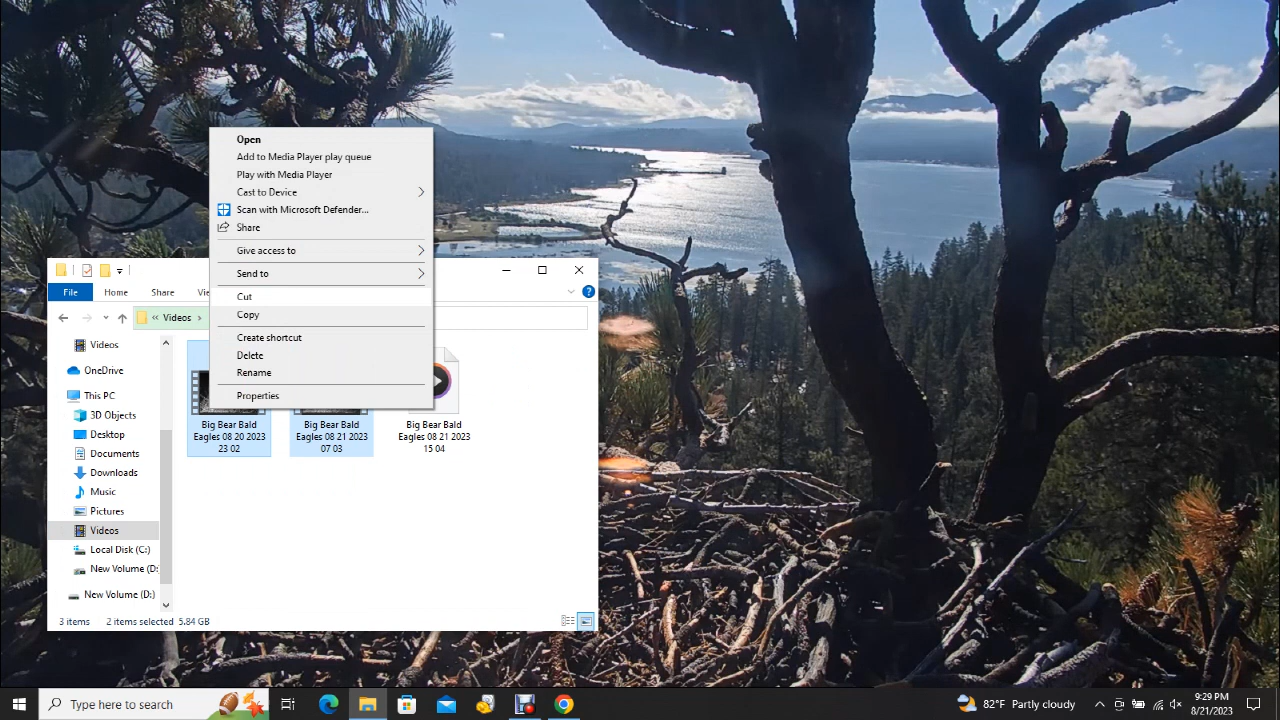 Open
Add to Media Player play queue
Play with Media Player
Cast to Device
Scan with Microsoft Defender...
Share
Give access to
Send to
Cut
Copy
Create shortcut
Delete
Rename
Properties
File
Home
Share
Vie
« Videos
Videos
OneDrive
This PC
3D Objects
Desktop
Documents
Downloads
Music
Pictures
Videos
Local Disk (C:)
New Volume (D:
New Volume (D:)
Big Bear Bald
Eagles 08 20 2023
23 02
Big Bear Bald
Eagles 08 21 2023
07 03
Big Bear Bald
Eagles 08 21 2023
15 04
3 items
2 items selected 5.84 GB
Type here to search
82°F Partly cloudy
9:29 PM
8/21/2023